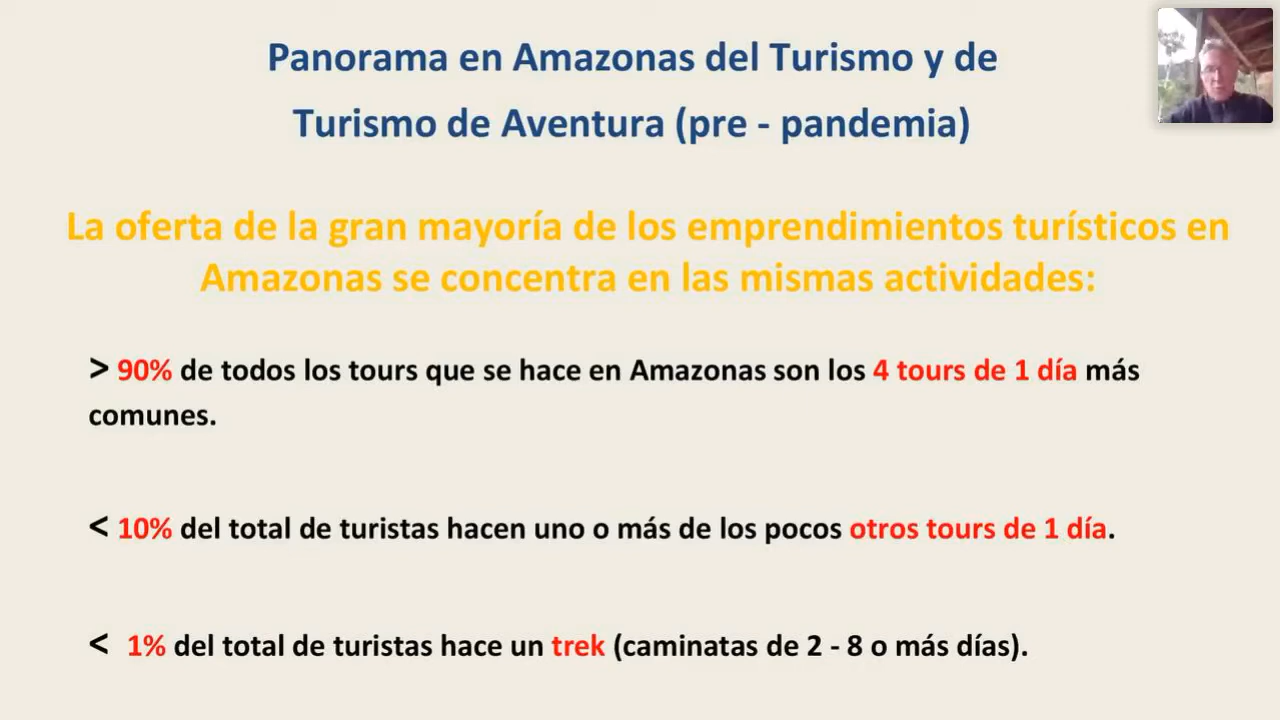 Panorama en Amazonas del Turismo y de
Turismo de Aventura (pre - pandemia)
La oferta de la gran mayoría de los emprendimientos turísticos en
Amazonas se concentra en las mismas actividades:
> 90% de todos los tours que se hace en Amazonas son los 4 tours de 1 día más
comunes.
< 10% del total de turistas hacen uno o más de los pocos otros tours de 1 día.
< 1% del total de turistas hace un trek (caminatas de 2 - 8 o más días).